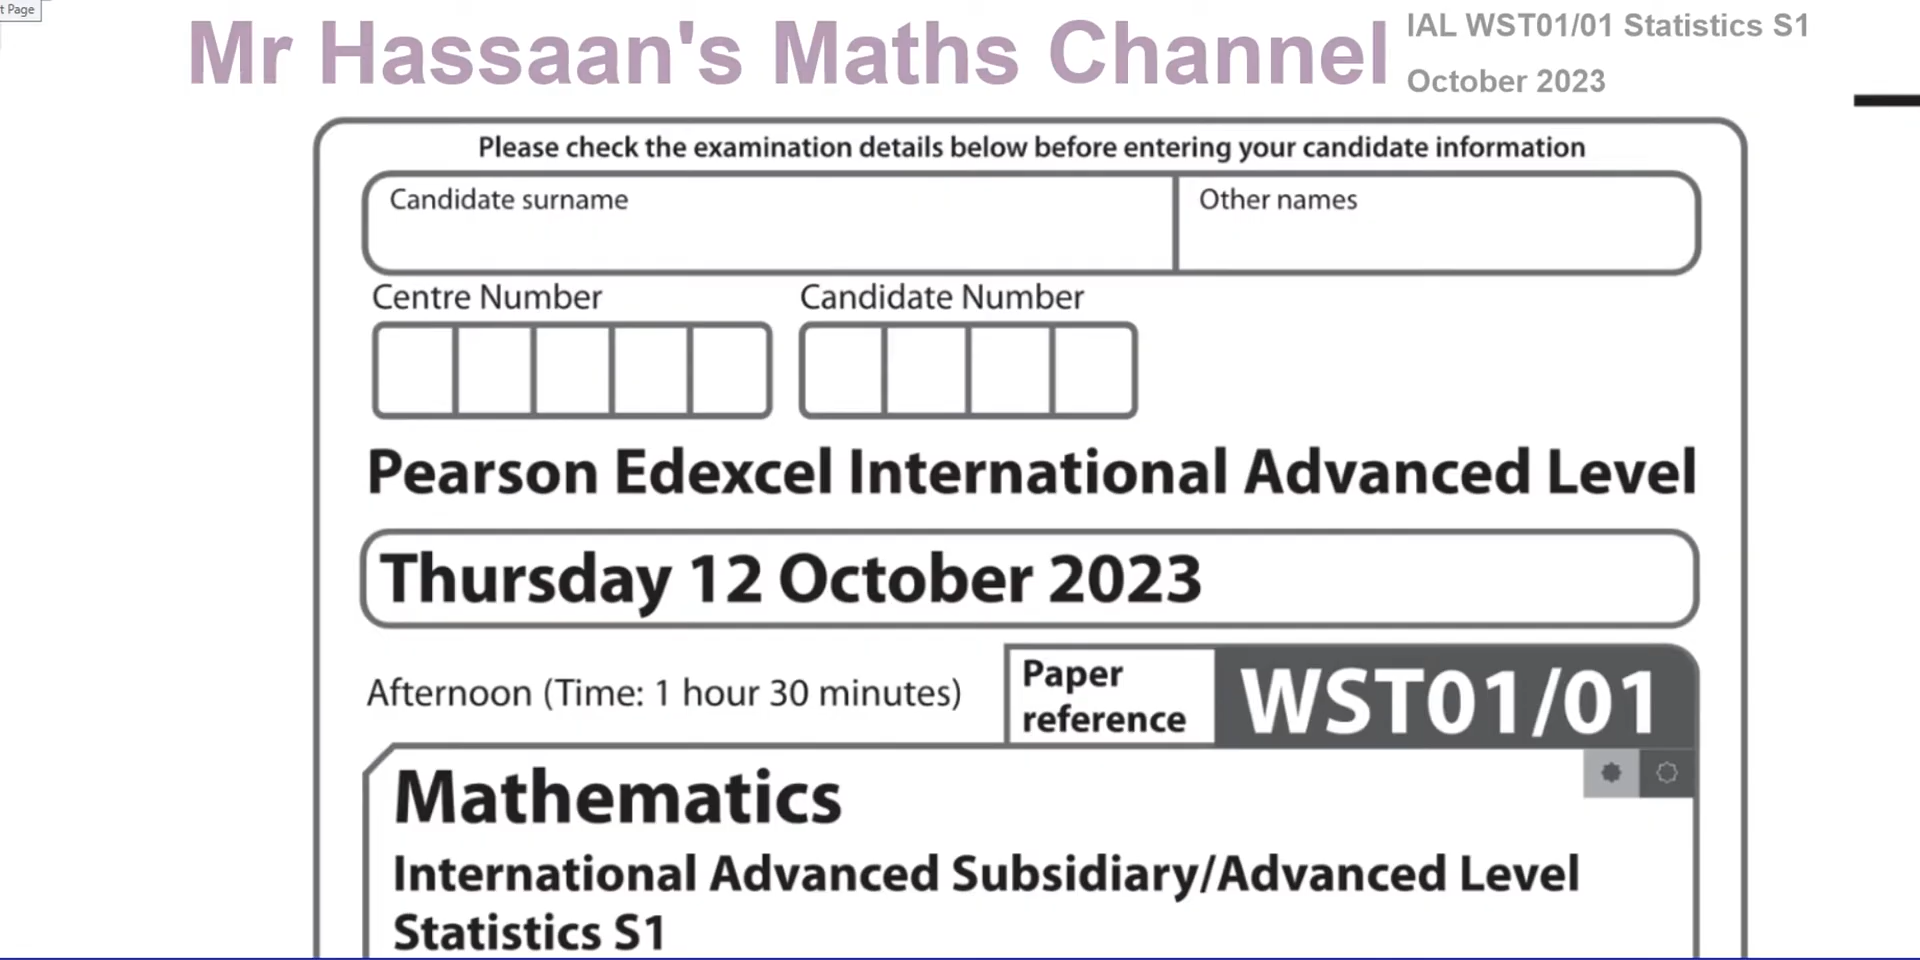 t Page
Mr Hassaan's Maths Channel
IAL WST01/01 Statistics S1
October 2023
Please check the examination details below before entering your candidate information
Candidate surname
Other names
Centre Number
Candidate Number
Pearson Edexcel International Advanced Level
Thursday 12 October 2023
Afternoon (Time: 1 hour 30 minutes)
Paper
reference
WST01/01
Mathematics
International Advanced Subsidiary/Advanced Level
Statistics S1